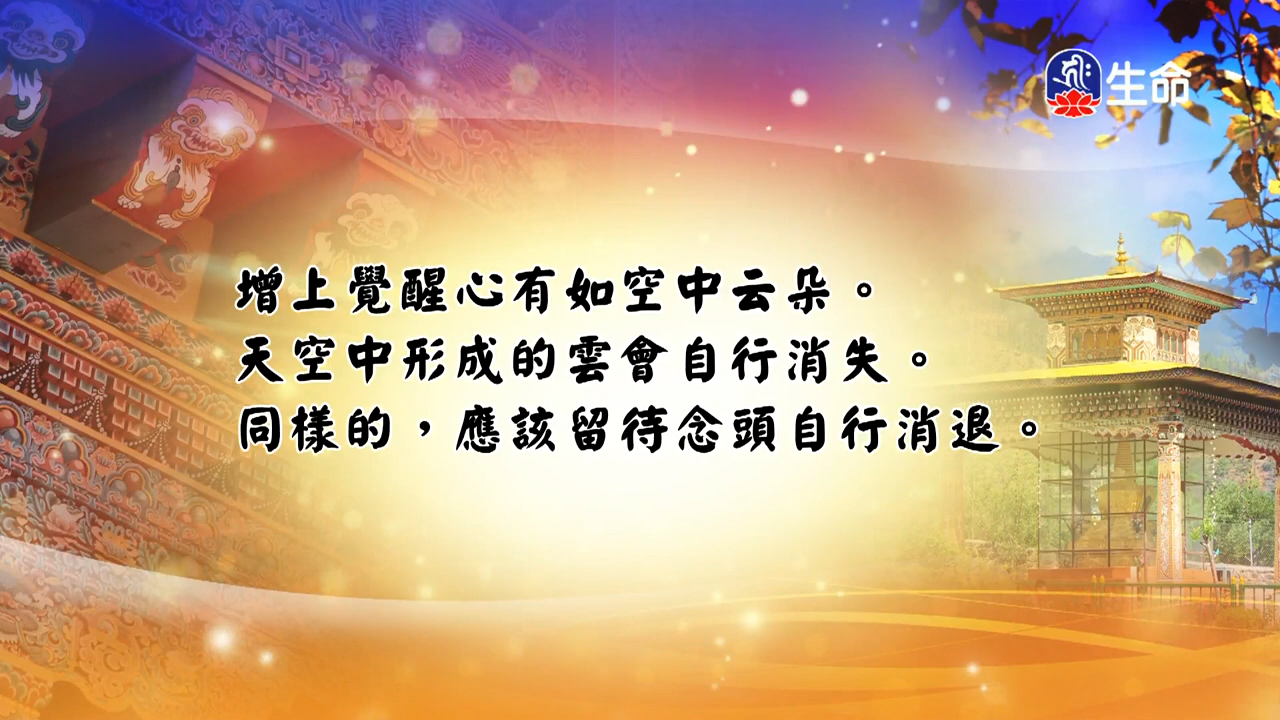 生命
增上覺醒心有如空中云朵。
天空中形成的雲會自行消失。
同樣的，應該留待念頭自行消退。